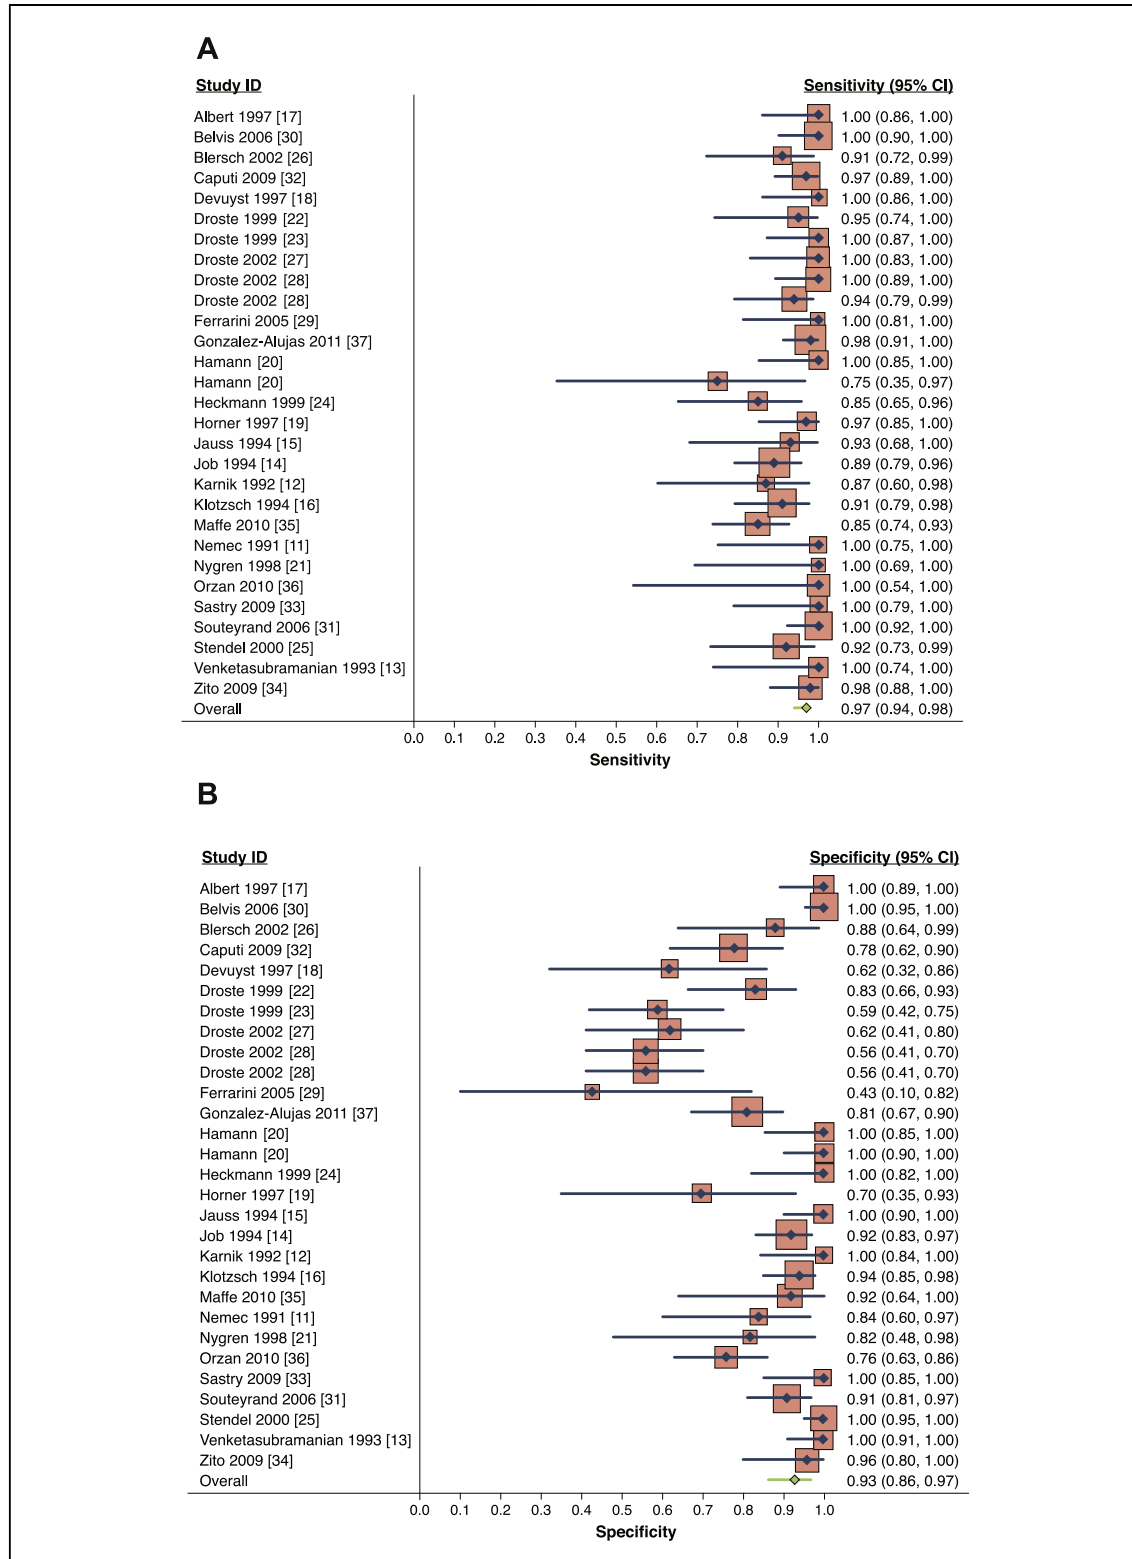 A
Study ID Sensitivity (95% CI)
Albert 1997 [17] 1.00 (0.86, 1.00)
Belvis 2006 [30] 1.00 (0.90, 1.00)
Blersch 2002 [26] 0.91 (0.72, 0.99)
Caputi 2009 [32] 0.97 (0.89, 1.00)
Devuyst 1997 [18] 1.00 (0.86, 1.00)
Droste 1999 [22] 0.95 (0.74, 1.00)
Droste 1999 [23] 1.00 (0.87, 1.00)
Droste 2002 [27] 1.00 (0.83, 1.00)
Droste 2002 [28] 1.00 (0.89, 1.00)
Droste 2002 [28] 0.94 (0.79, 0.99)
Ferrarini 2005 [29] 1.00 (0.81, 1.00)
Gonzalez-Alujas 2011 [37] 0.98 (0.91, 1.00)
Hamann [20] 1.00 (0.85, 1.00)
Hamann [20] 0.75 (0.35, 0.97)
Heckmann 1999 [24] 0.85 (0.65, 0.96)
Horner 1997 [19] 0.97 (0.85, 1.00)
Jauss 1994 [15] 0.93 (0.68, 1.00)
Job 1994 [14] 0.89 (0.79, 0.96)
Karnik 1992 [12] 0.87 (0.60, 0.98)
Klotzsch 1994 [16] 0.91 (0.79, 0.98)
Maffe 2010 [35] 0.85 (0.74, 0.93)
Nemec 1991 [11] 1.00 (0.75, 1.00)
Nygren 1998 [21] 1.00 (0.69, 1.00)
Orzan 2010 [36] 1.00 (0.54, 1.00)
Sastry 2009 [33] 1.00 (0.79, 1.00)
Souteyrand 2006 [31] 1.00 (0.92, 1.00)
Stendel 2000 [25] 0.92 (0.73, 0.99)
Venketasubramanian 1993 [13] 1.00 (0.74, 1.00)
Zito 2009 [34] 0.98 (0.88, 1.00)
Overall 0.97 (0.94, 0.98)
0.0 0.1 0.2 0.3 0.4 0.5 0.6 0.7 0.8 0.9 1.0
Sensitivity
B
Study ID Specificity (95% CI)
Albert 1997 [17] 1.00 (0.89, 1.00)
Belvis 2006 [30] 1.00 (0.95, 1.00)
Blersch 2002 [26] 0.88 (0.64, 0.99)
Caputi 2009 [32] 0.78 (0.62, 0.90)
Devuyst 1997 [18] 0.62 (0.32, 0.86)
Droste 1999 [22] 0.83 (0.66, 0.93)
Droste 1999 [23] 0.59 (0.42, 0.75)
Droste 2002 [27] 0.62 (0.41, 0.80)
Droste 2002 [28] 0.56 (0.41, 0.70)
Droste 2002 [28] 0.56 (0.41, 0.70)
Ferrarini 2005 [29] 0.43 (0.10, 0.82)
Gonzalez-Alujas 2011 [37] 0.81 (0.67, 0.90)
Hamann [20] 1.00 (0.85, 1.00)
Hamann [20] 1.00 (0.90, 1.00)
Heckmann 1999 [24] 1.00 (0.82, 1.00)
Horner 1997 [19] 0.70 (0.35, 0.93)
Jauss 1994 [15] 1.00 (0.90, 1.00)
Job 1994 [14] 0.92 (0.83, 0.97)
Karnik 1992 [12] 1.00 (0.84, 1.00)
Klotzsch 1994 [16] 0.94 (0.85, 0.98)
Maffe 2010 [35] 0.92 (0.64, 1.00)
Nemec 1991 [11] 0.84 (0.60, 0.97)
Nygren 1998 [21] 0.82 (0.48, 0.98)
Orzan 2010 [36] 0.76 (0.63, 0.86)
Sastry 2009 [33] 1.00 (0.85, 1.00)
Souteyrand 2006 [31] 0.91 (0.81, 0.97)
Stendel 2000 [25] 1.00 (0.95, 1.00)
Venketasubramanian 1993 [13] 1.00 (0.91, 1.00)
Zito 2009 [34] 0.96 (0.80, 1.00)
Overall 0.93 (0.86, 0.97)
0.0 0.1 0.2 0.3 0.4 0.5 0.6 0.7 0.8 0.9 1.0
Specificity